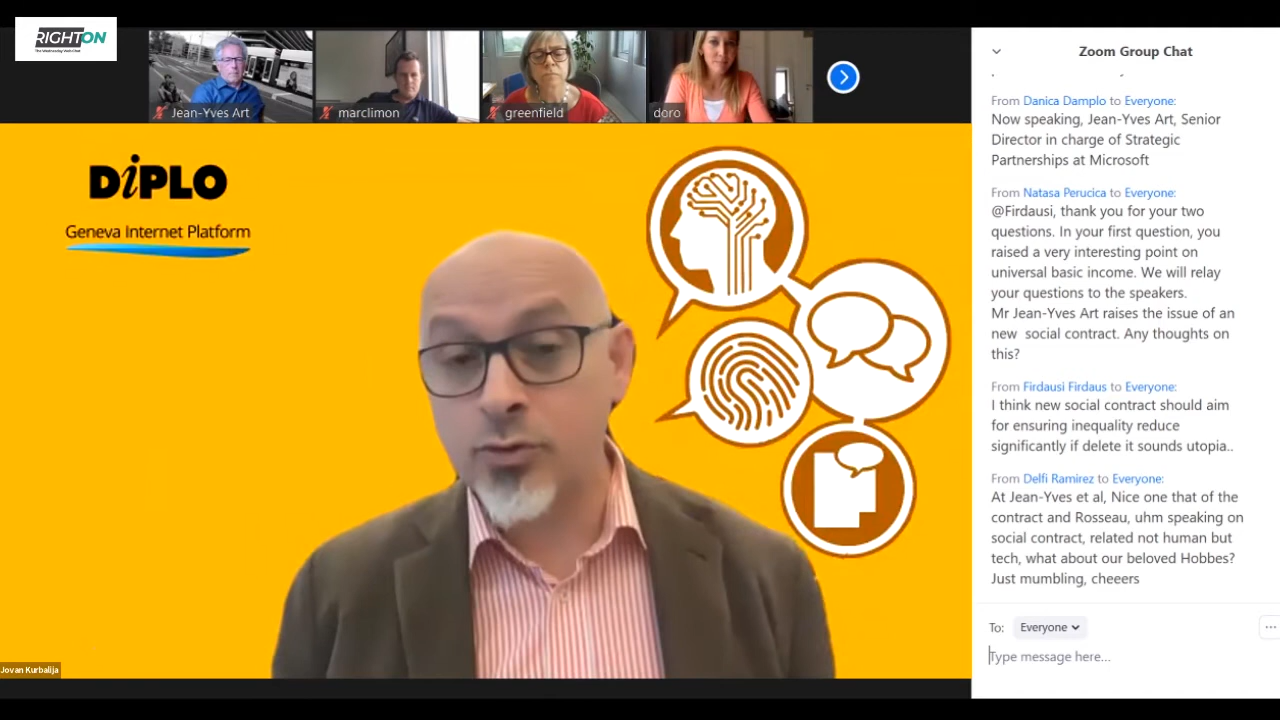 RIGHTON
The Wednesday Web Chat
Jean-Yves Art
marclimon
greenfield
doro
DiPLO
Geneva Internet Platform
Jovan Kurbalija
Zoom Group Chat
From Danica Damplo to Everyone:
Now speaking, Jean-Yves Art, Senior
Director in charge of Strategic
Partnerships at Microsoft
From Natasa Perucica to Everyone:
@Firdausi, thank you for your two
questions. In your first question, you
raised a very interesting point on
universal basic income. We will relay
your questions to the speakers.
Mr Jean-Yves Art raises the issue of an
new  social contract. Any thoughts on
this?
From Firdausi Firdaus to Everyone:
I think new social contract should aim
for ensuring inequality reduce
significantly if delete it sounds utopia..
From Delfi Ramirez to Everyone:
At Jean-Yves et al, Nice one that of the
contract and Rosseau, uhm speaking on
social contract, related not human but
tech, what about our beloved Hobbes?
Just mumbling, cheeers
To: Everyone
Type message here...